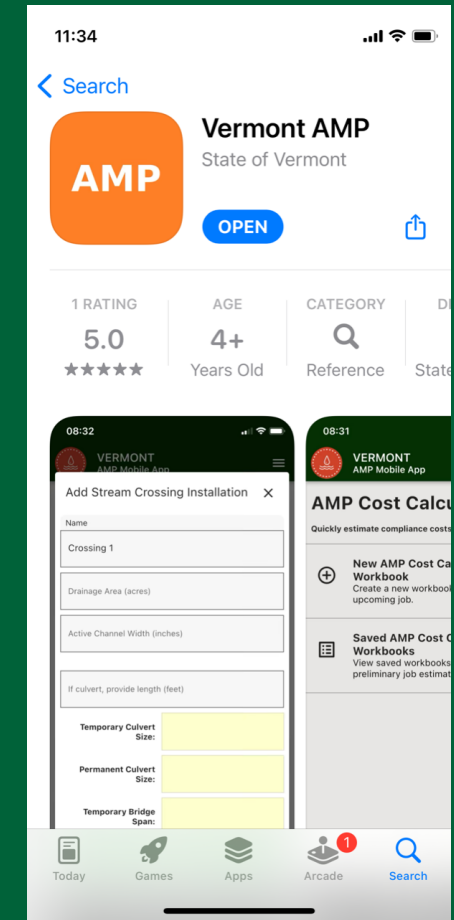 11:34
Search
AMP
Vermont AMP
State of Vermont
OPEN
1 RATING
AGE
CATEGORY
5.0
4+
Years Old
Reference
State
08:32
VERMONT
AMP Mobile App
Add Stream Crossing Installation
Name
Crossing 1
Drainage Area (acres)
Active Channel Width (inches)
If culvert, provide length (feet)
Temporary Culvert
Size:
Permanent Culvert
Size:
Temporary Bridge
Span:
08:31
VERMONT
AMP Mobile App
AMP Cost Calcu
Quickly estimate compliance costs
New AMP Cost Ca
Workbook
Create a new workbook
upcoming job.
Saved AMP Cost C
Workbooks
View saved workbooks
preliminary job estimat
Today
Games
Apps
Arcade
1
Search